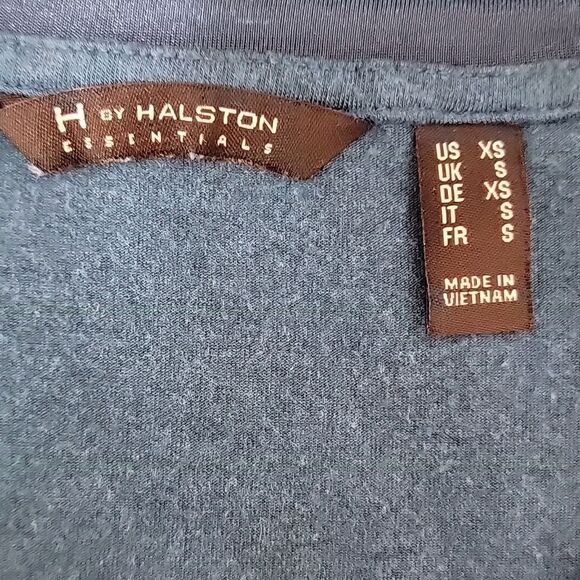 H BY HALSTON
ESSENTIALS
US XS
UK S
DE XS
IT S
FR S
MADE IN
VIETNAM